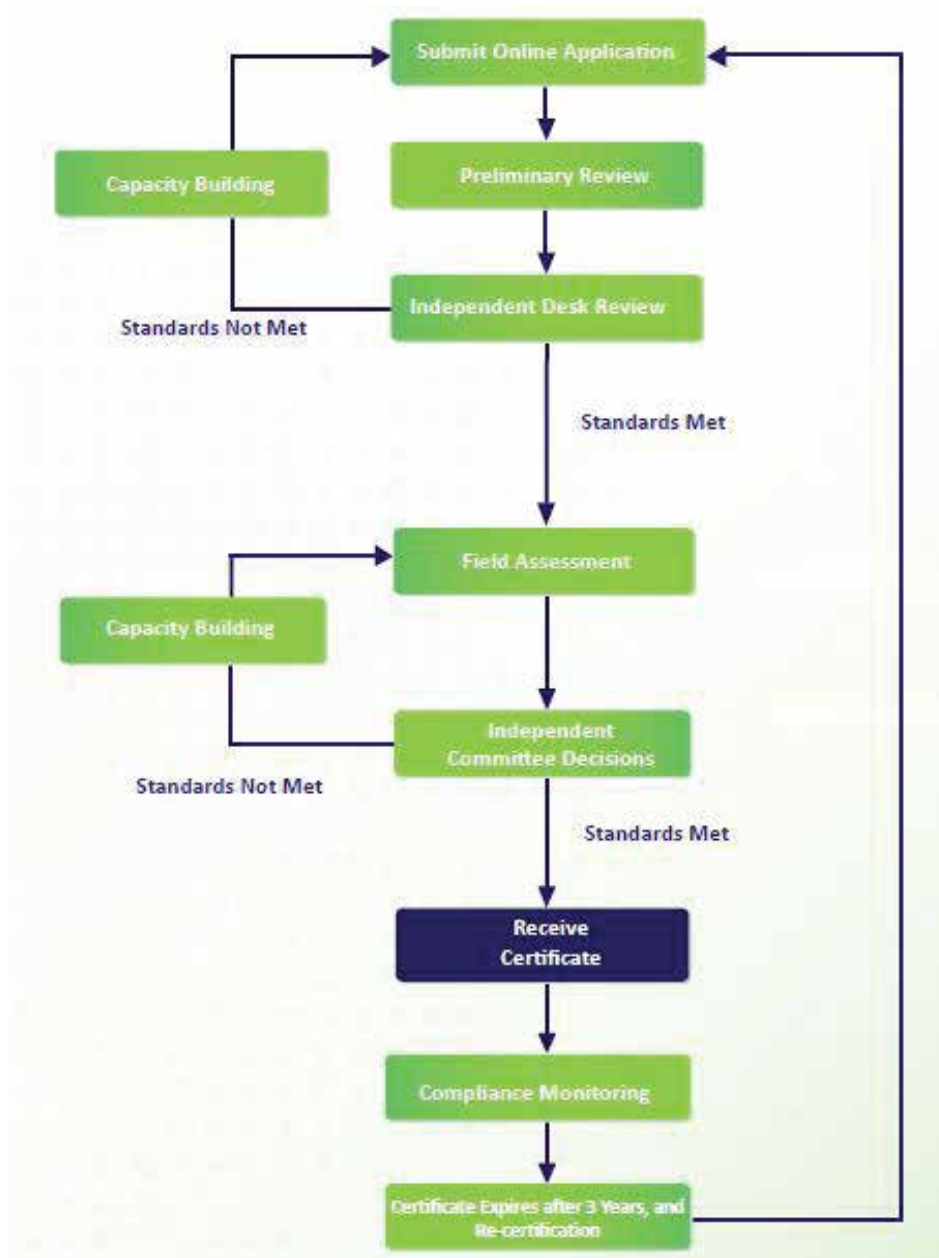 Submit Online Application
Preliminary Review
Capacity Building
Independent Desk Review
Standards Not Met
Standards Met
Field Assessment
Capacity Building
Independent
Committee Decisions
Standards Not Met
Standards Met
Receive
Certificate
Compliance Monitoring
Certificate Expires after 3 Years, and
Re-certification